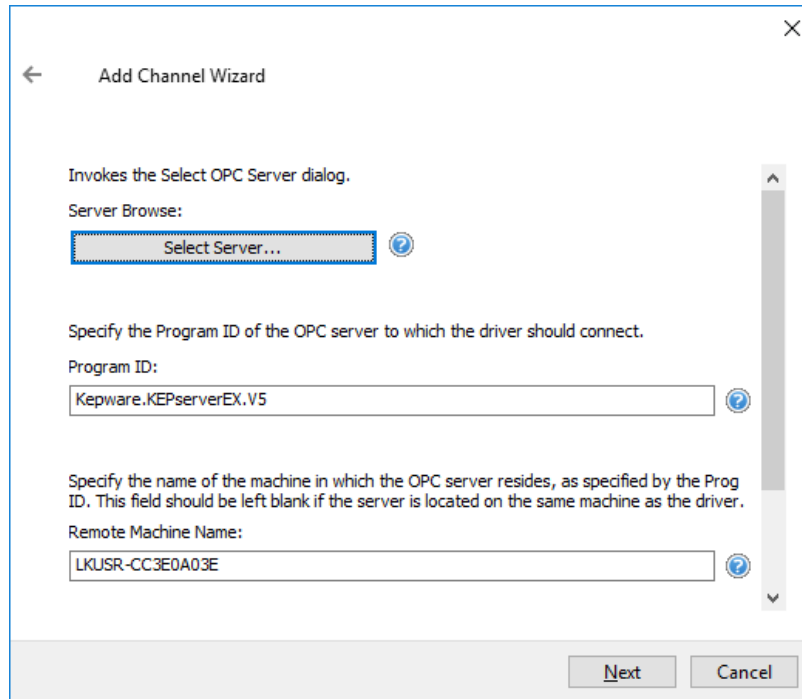 Add Channel Wizard
Invokes the Select OPC Server dialog.
Server Browse:
Select Server...
Specify the Program ID of the OPC server to which the driver should connect.
Program ID:
Kepware.KEPserverEX.V5
Specify the name of the machine in which the OPC server resides, as specified by the Prog
ID. This field should be left blank if the server is located on the same machine as the driver.
Remote Machine Name:
LKUSR-CC3E0A03E
Next
Cancel